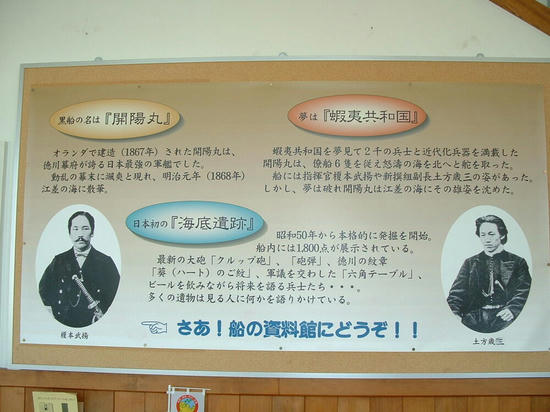 黒船の名は『開陽丸』
オランダで建造（1867年）された開陽丸は、
徳川幕府が誇る日本最強の軍艦でした。
動乱の幕末に颯爽と現れ、明治元年（1868年）
江差の海に散華。
夢は『蝦夷共和国』
蝦夷共和国を夢見て２千の兵士と近代化兵器を満載した
開陽丸は、僚船６隻を従え怒濤の海を北へと舵を取った。
船には指揮官榎本武揚や新撰組副長土方歳三の姿があった。
しかし、夢は破れ開陽丸は江差の海にその雄姿を沈めた。
日本初の『海底遺跡』
昭和50年から本格的に発掘を開始。
船内には1,800点が展示されている。
最新の大砲「クルップ砲」、「砲弾」、徳川の紋章
「葵（ハート）のご紋」、軍議を交わした「六角テーブル」、
ビールを飲みながら将来を語る兵士たち・・・。
多くの遺物は見る人に何かを語りかけている。
榎本武揚
土方歳三
☜ さあ！船の資料館にどうぞ！！